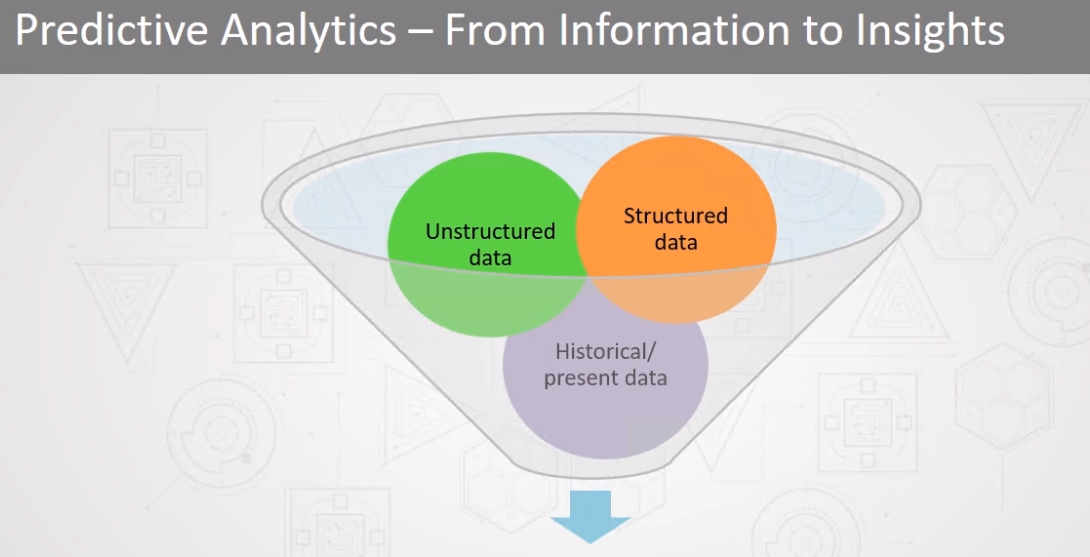 Predictive Analytics – From Information to Insights
Unstructured
data
Structured
data
Historical/
present data